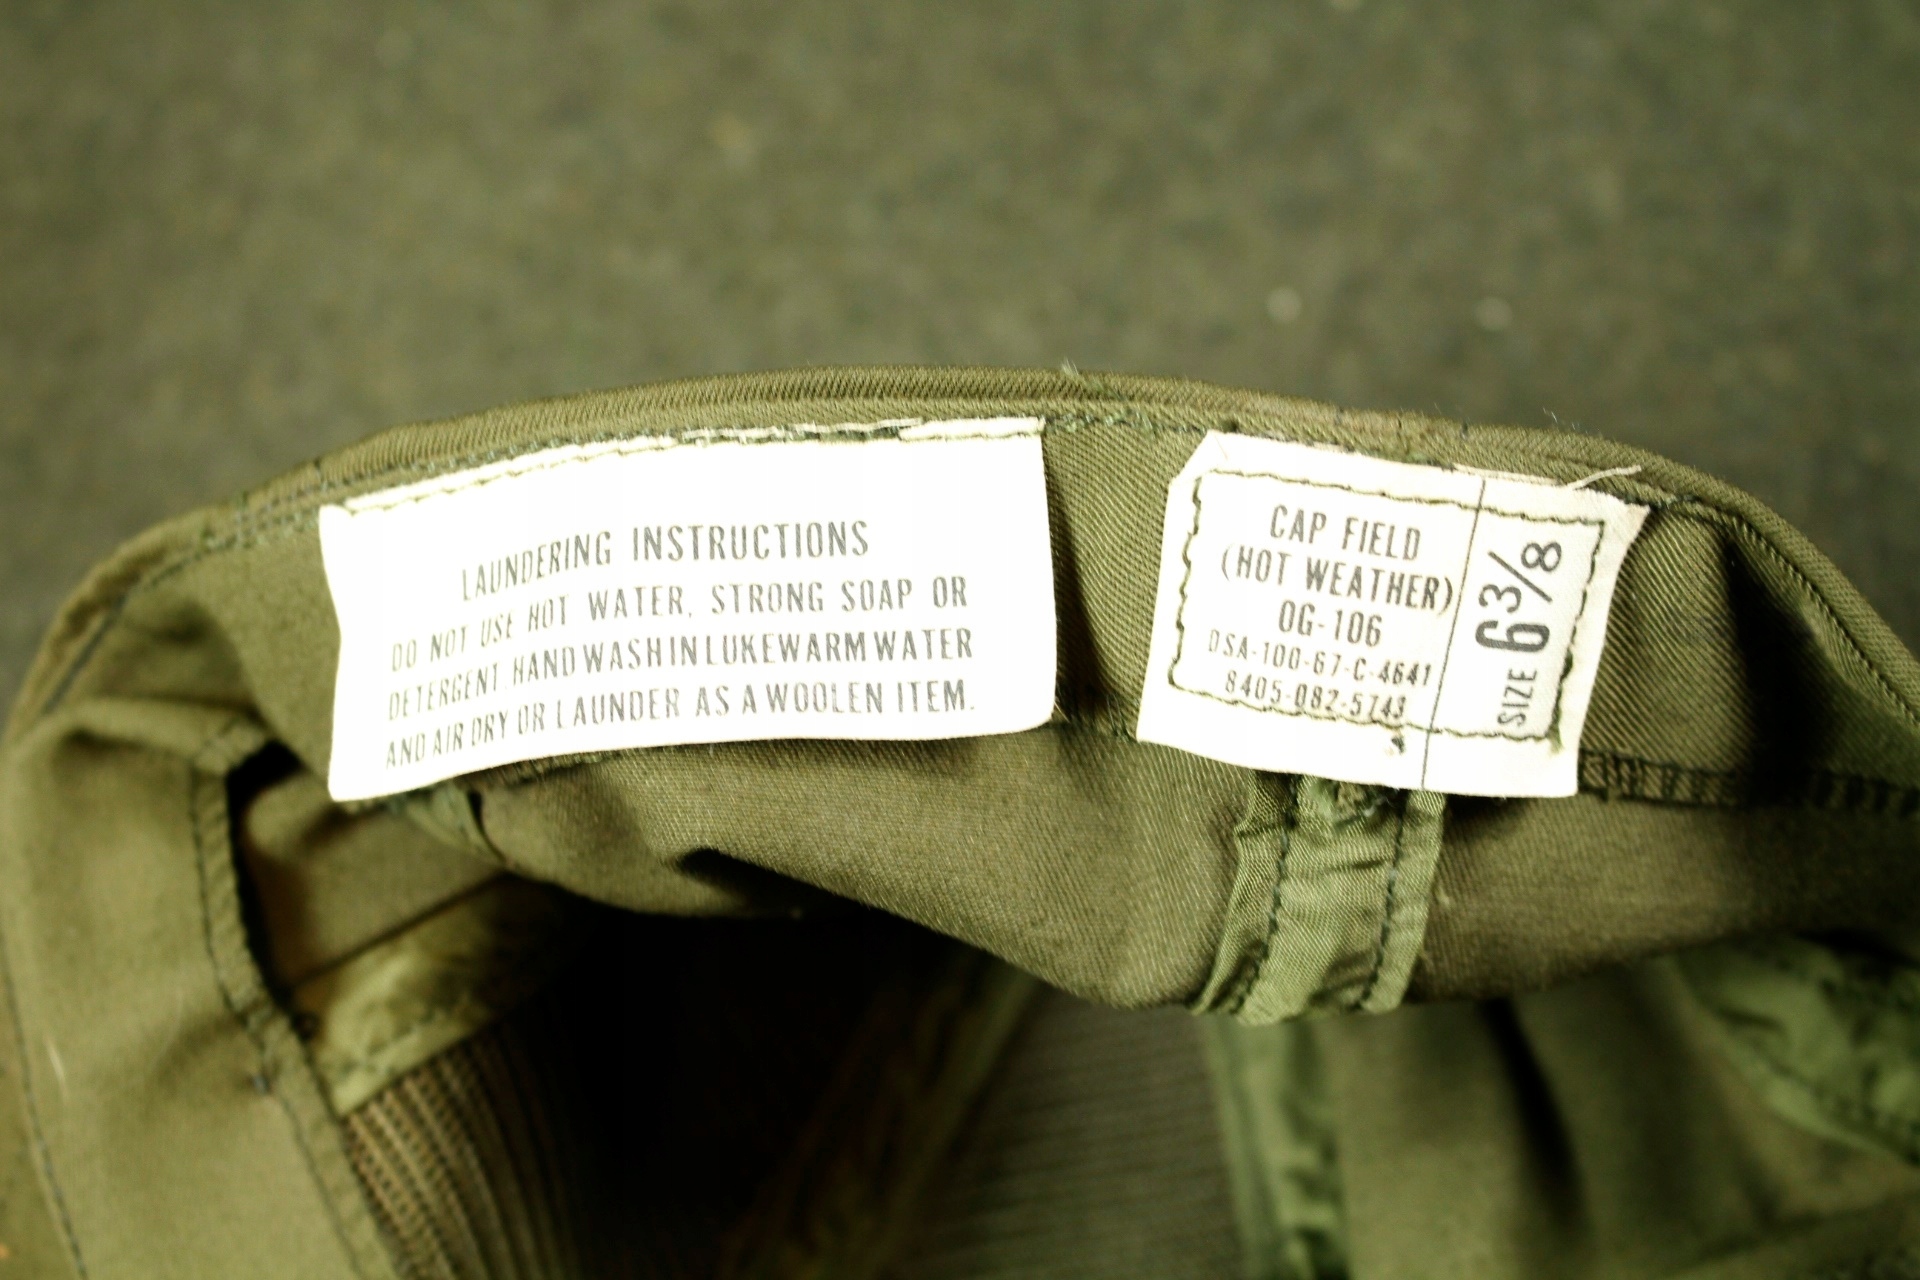 LAUNDERING INSTRUCTIONS
DO NOT USE HOT WATER, STRONG SOAP OR
DETERGENT. HAND WASH IN LUKEWARM WATER
AND AIR DRY OR LAUNDER AS A WOOLEN ITEM.
CAP FIELD
(HOT WEATHER)
OG-106
DSA-100-67-C-4641
8405-082-5743
SIZE 6 3/8